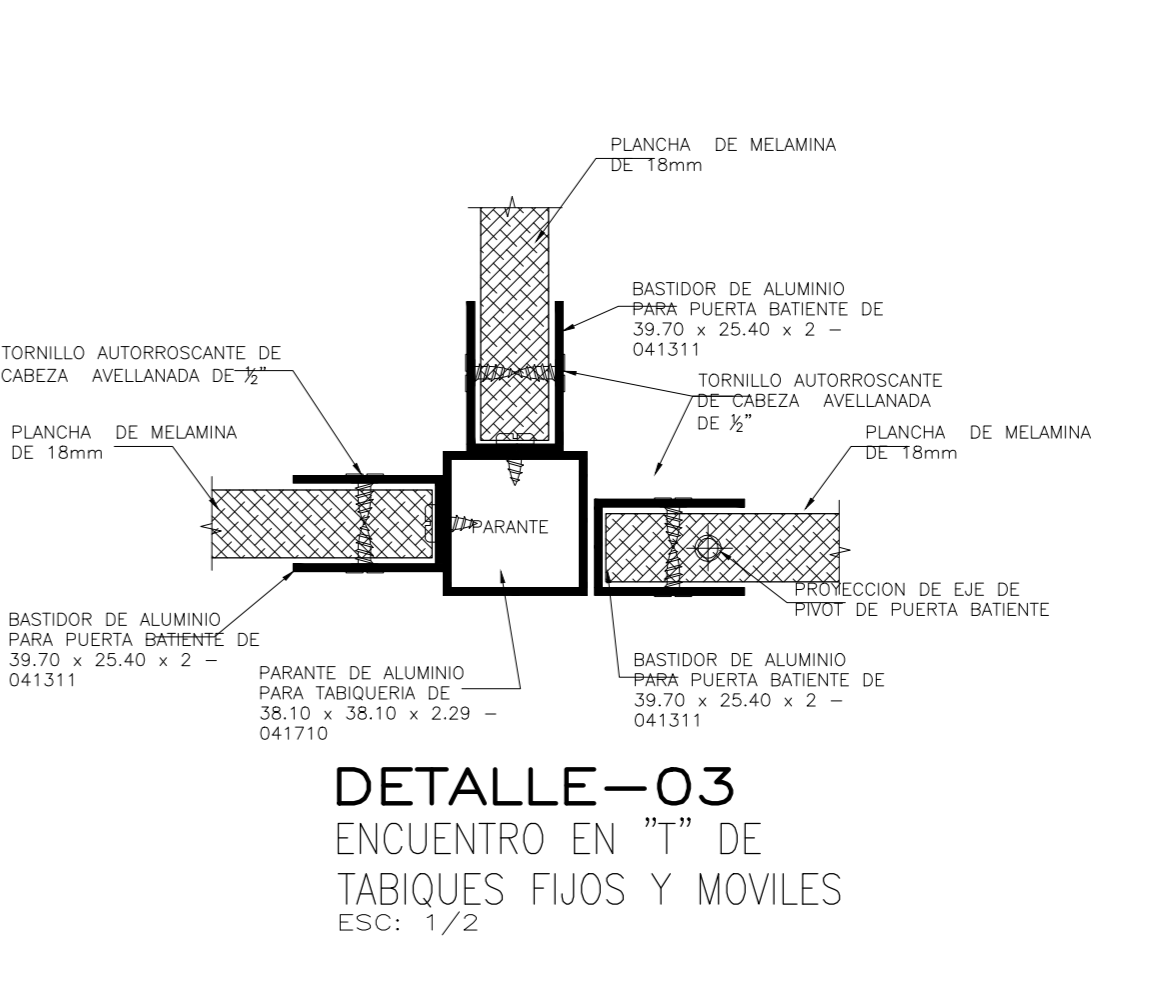 PLANCHA DE MELAMINA
DE 18mm
BASTIDOR DE ALUMINIO
PARA PUERTA BATIENTE DE
39.70 x 25.40 x 2 –
041311
TORNILLO AUTORROSCANTE DE
CABEZA AVELLANADA DE ½"
TORNILLO AUTORROSCANTE
DE CABEZA AVELLANADA
DE ½"
PLANCHA DE MELAMINA
DE 18mm
PLANCHA DE MELAMINA
DE 18mm
PARANTE
PROYECCION DE EJE DE
PIVOT DE PUERTA BATIENTE
BASTIDOR DE ALUMINIO
PARA PUERTA BATIENTE DE
39.70 x 25.40 x 2 –
041311
PARANTE DE ALUMINIO
PARA TABIQUERIA DE
38.10 x 38.10 x 2.29 –
041710
BASTIDOR DE ALUMINIO
PARA PUERTA BATIENTE DE
39.70 x 25.40 x 2 –
041311
DETALLE–03
ENCUENTRO EN "T" DE
TABIQUES FIJOS Y MOVILES
ESC: 1/2